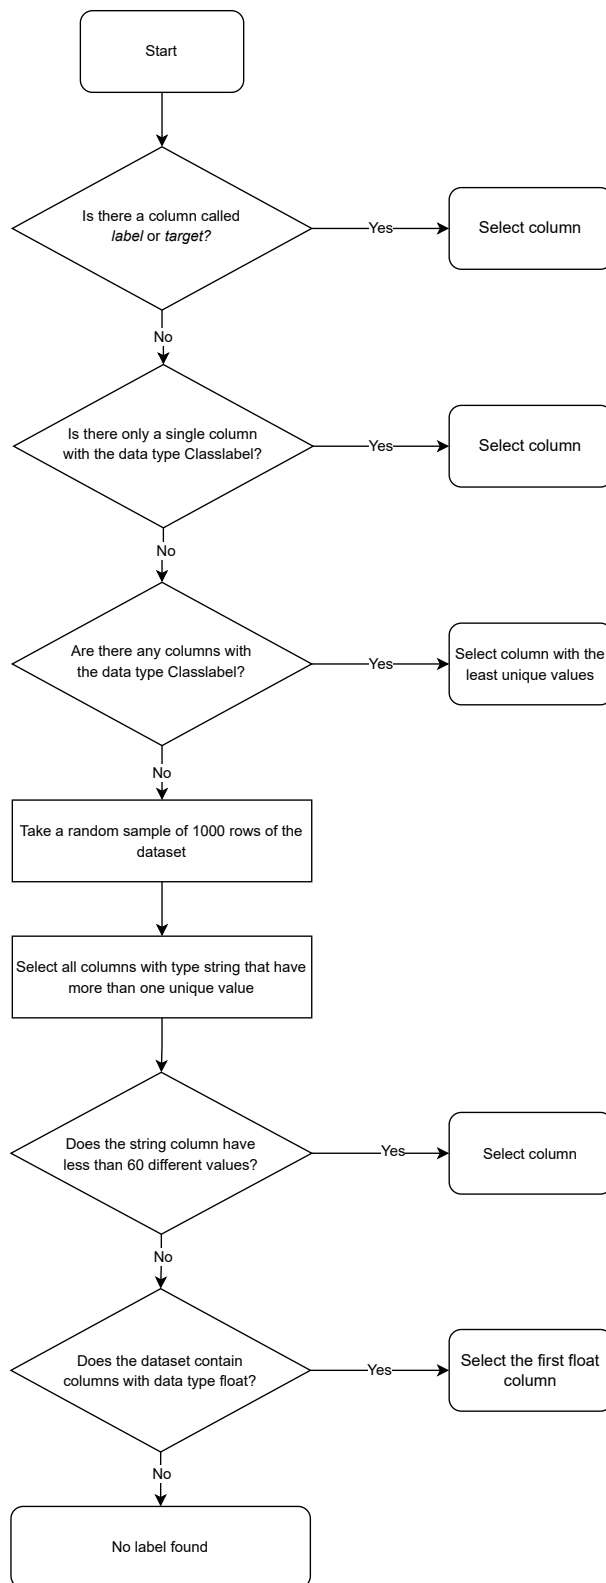 Start
Is there a column called
label or target?
Yes
Select column
No
Is there only a single column
with the data type Classlabel?
Yes
Select column
No
Are there any columns with
the data type Classlabel?
Yes
Select column with the
least unique values
No
Take a random sample of 1000 rows of the
dataset
Select all columns with type string that have
more than one unique value
Does the string column have
less than 60 different values?
Yes
Select column
No
Does the dataset contain
columns with data type float?
Yes
Select the first float
column
No
No label found